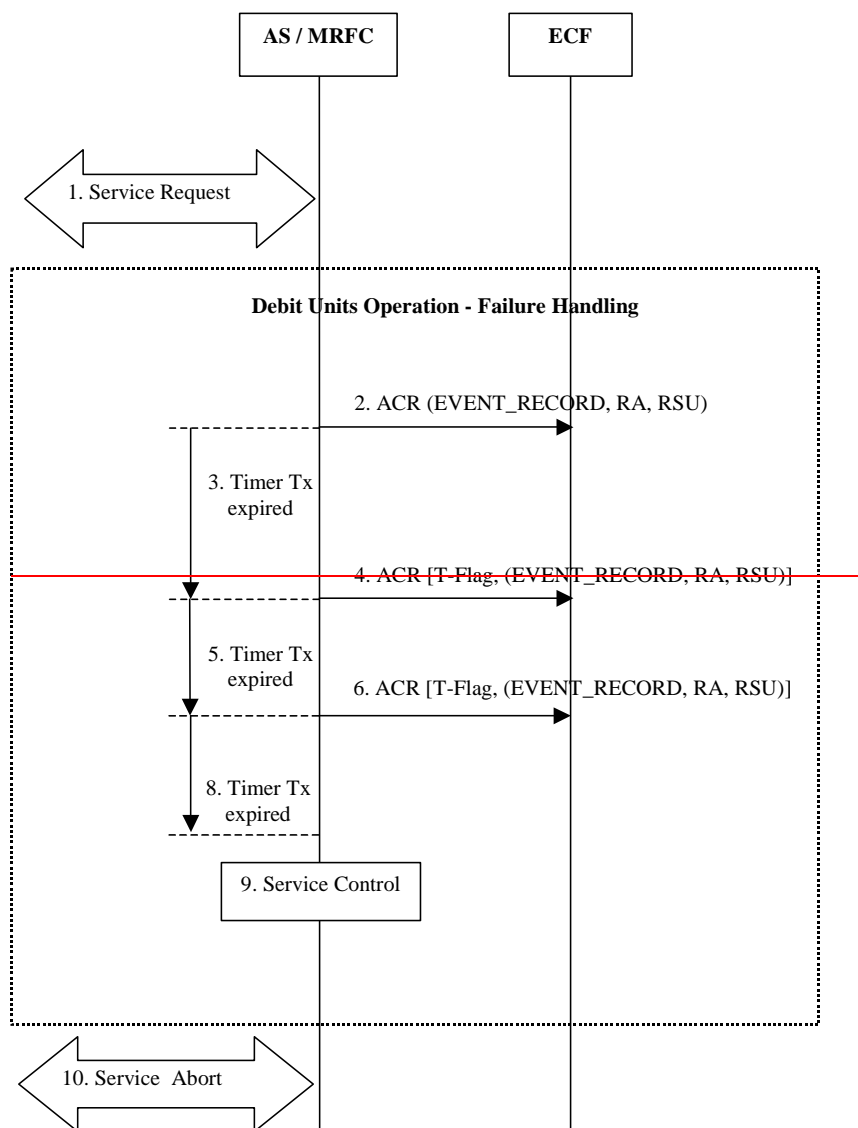 AS / MRFC
ECF
1. Service Request
Debit Units Operation - Failure Handling
2. ACR (EVENT_RECORD, RA, RSU)
3. Timer Tx
expired
4. ACR [T-Flag, (EVENT_RECORD, RA, RSU)]
5. Timer Tx
expired
6. ACR [T-Flag, (EVENT_RECORD, RA, RSU)]
8. Timer Tx
expired
9. Service Control
10. Service Abort